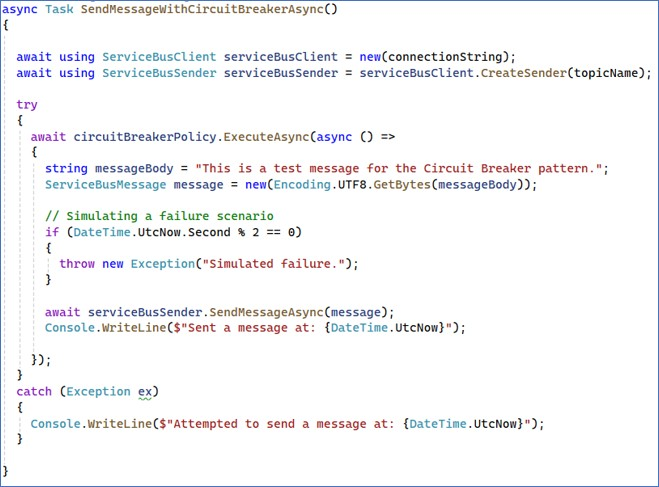 async Task SendMessageWithCircuitBreakerAsync()
{
await using ServiceBusClient serviceBusClient = new(connectionString);
await using ServiceBusSender serviceBusSender = serviceBusClient.CreateSender(topicName);
try
{
await circuitBreakerPolicy.ExecuteAsync(async () =>
{
string messageBody = "This is a test message for the Circuit Breaker pattern.";
ServiceBusMessage message = new(Encoding.UTF8.GetBytes(messageBody));
// Simulating a failure scenario
if (DateTime.UtcNow.Second % 2 == 0)
{
throw new Exception("Simulated failure.");
}
await serviceBusSender.SendMessageAsync(message);
Console.WriteLine($"Sent a message at: {DateTime.UtcNow}");
});
}
catch (Exception ex)
{
Console.WriteLine($"Attempted to send a message at: {DateTime.UtcNow}");
}
}